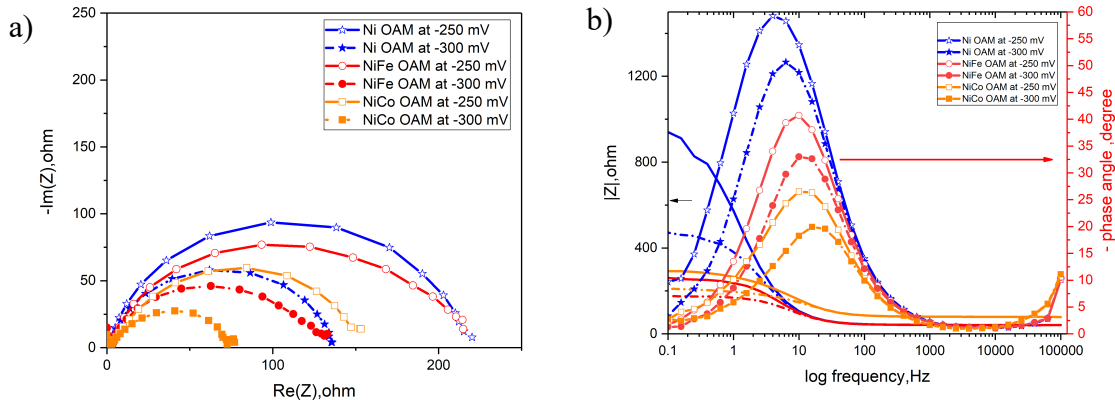 a)
Ni OAM at -250 mV
Ni OAM at -300 mV
NiFe OAM at -250 mV
NiFe OAM at -300 mV
NiCo OAM at -250 mV
NiCo OAM at -300 mV
250
200
150
100
50
0
-Im(Z),ohm
0 50 100 150 200
Re(Z),ohm
b)
Ni OAM at -250 mV
Ni OAM at -300 mV
NiFe OAM at -250 mV
NiFe OAM at -300 mV
NiCo OAM at -250 mV
NiCo OAM at -300 mV
1200
800
400
0
|Z|,ohm
60
55
50
45
40
35
30
25
20
15
10
5
0
- phase angle ,degree
0.1 1 10 100 1000 10000 100000
log frequency,Hz